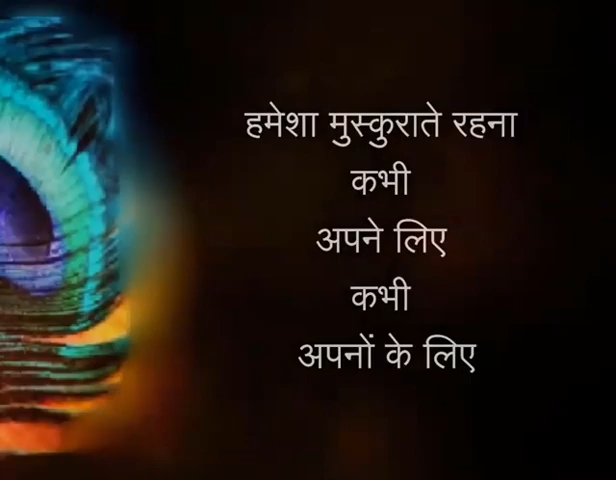 हमेशा मुस्कुराते रहना
कभी
अपने लिए
कभी
अपनों के लिए